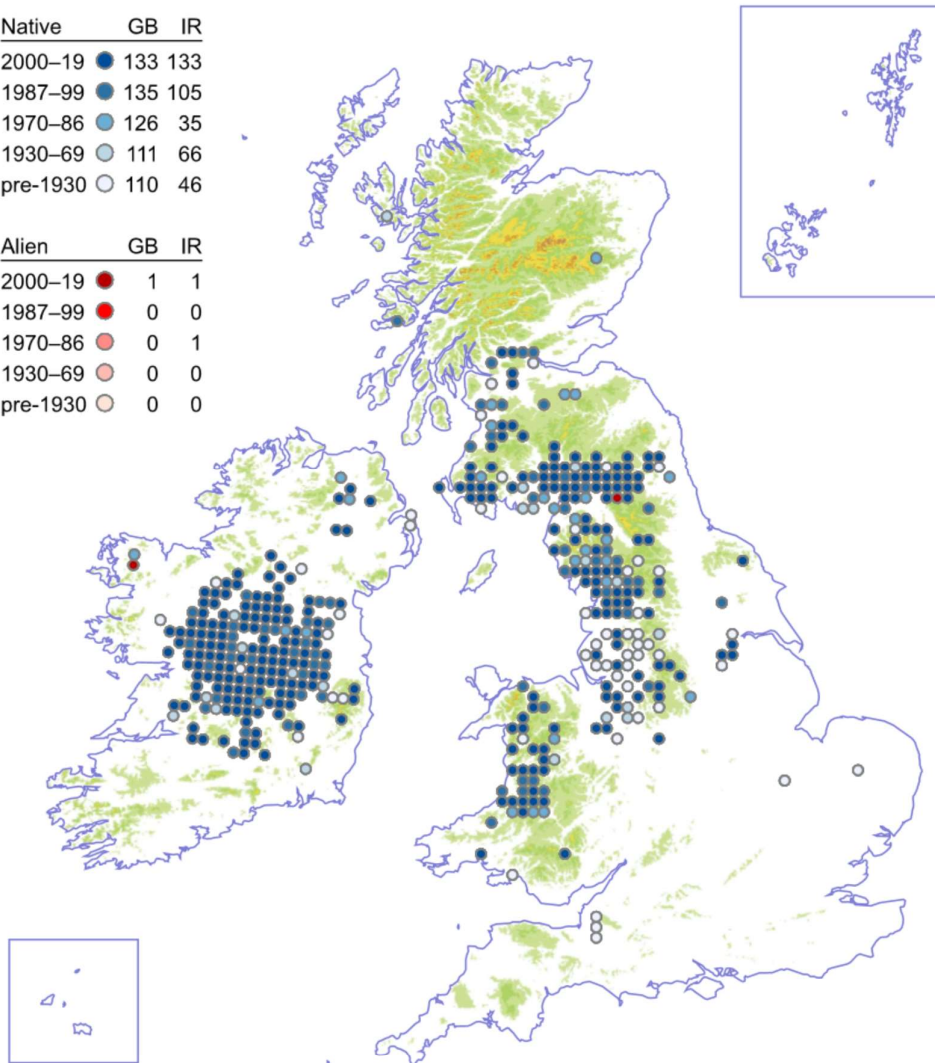 Native GB IR
2000–19 133 133
1987–99 135 105
1970–86 126 35
1930–69 111 66
pre-1930 110 46
Alien GB IR
2000–19 1 1
1987–99 0 0
1970–86 0 1
1930–69 0 0
pre-1930 0 0